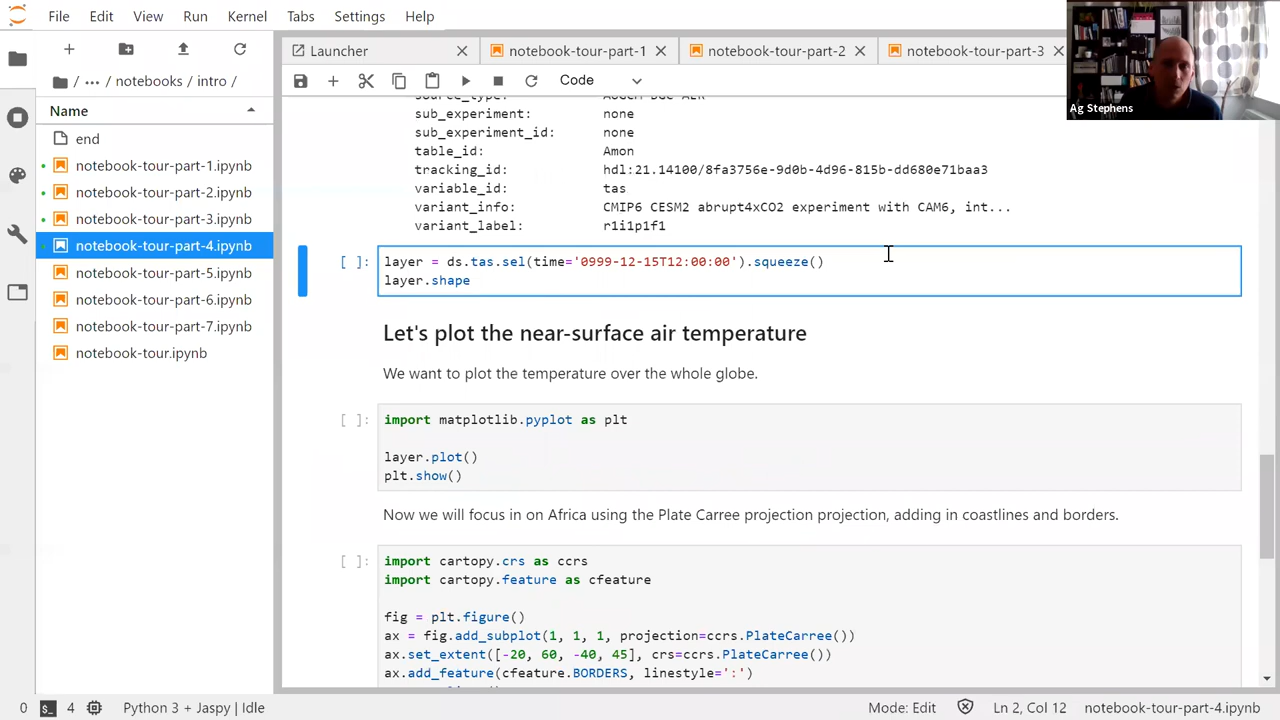 File Edit View Run Kernel Tabs Settings Help
Launcher
notebook-tour-part-1
notebook-tour-part-2
notebook-tour-part-3
Ag Stephens
/ ··· / notebooks / intro /
Code
Name
end
notebook-tour-part-1.ipynb
notebook-tour-part-2.ipynb
notebook-tour-part-3.ipynb
notebook-tour-part-4.ipynb
notebook-tour-part-5.ipynb
notebook-tour-part-6.ipynb
notebook-tour-part-7.ipynb
notebook-tour.ipynb
source_type: AOGCM BGC AER
sub_experiment: none
sub_experiment_id: none
table_id: Amon
tracking_id: hdl:21.14100/8fa3756e-9d0b-4d96-815b-dd680e71baa3
variable_id: tas
variant_info: CMIP6 CESM2 abrupt4xCO2 experiment with CAM6, int...
variant_label: r1i1p1f1
[ ]: layer = ds.tas.sel(time='0999-12-15T12:00:00').squeeze()
layer.shape
Let's plot the near-surface air temperature
We want to plot the temperature over the whole globe.
[ ]: import matplotlib.pyplot as plt
layer.plot()
plt.show()
Now we will focus in on Africa using the Plate Carree projection projection, adding in coastlines and borders.
[ ]: import cartopy.crs as ccrs
import cartopy.feature as cfeature
fig = plt.figure()
ax = fig.add_subplot(1, 1, 1, projection=ccrs.PlateCarree())
ax.set_extent([-20, 60, -40, 45], crs=ccrs.PlateCarree())
ax.add_feature(cfeature.BORDERS, linestyle=':')
0 4 Python 3 + Jaspy | Idle Mode: Edit Ln 2, Col 12 notebook-tour-part-4.ipynb